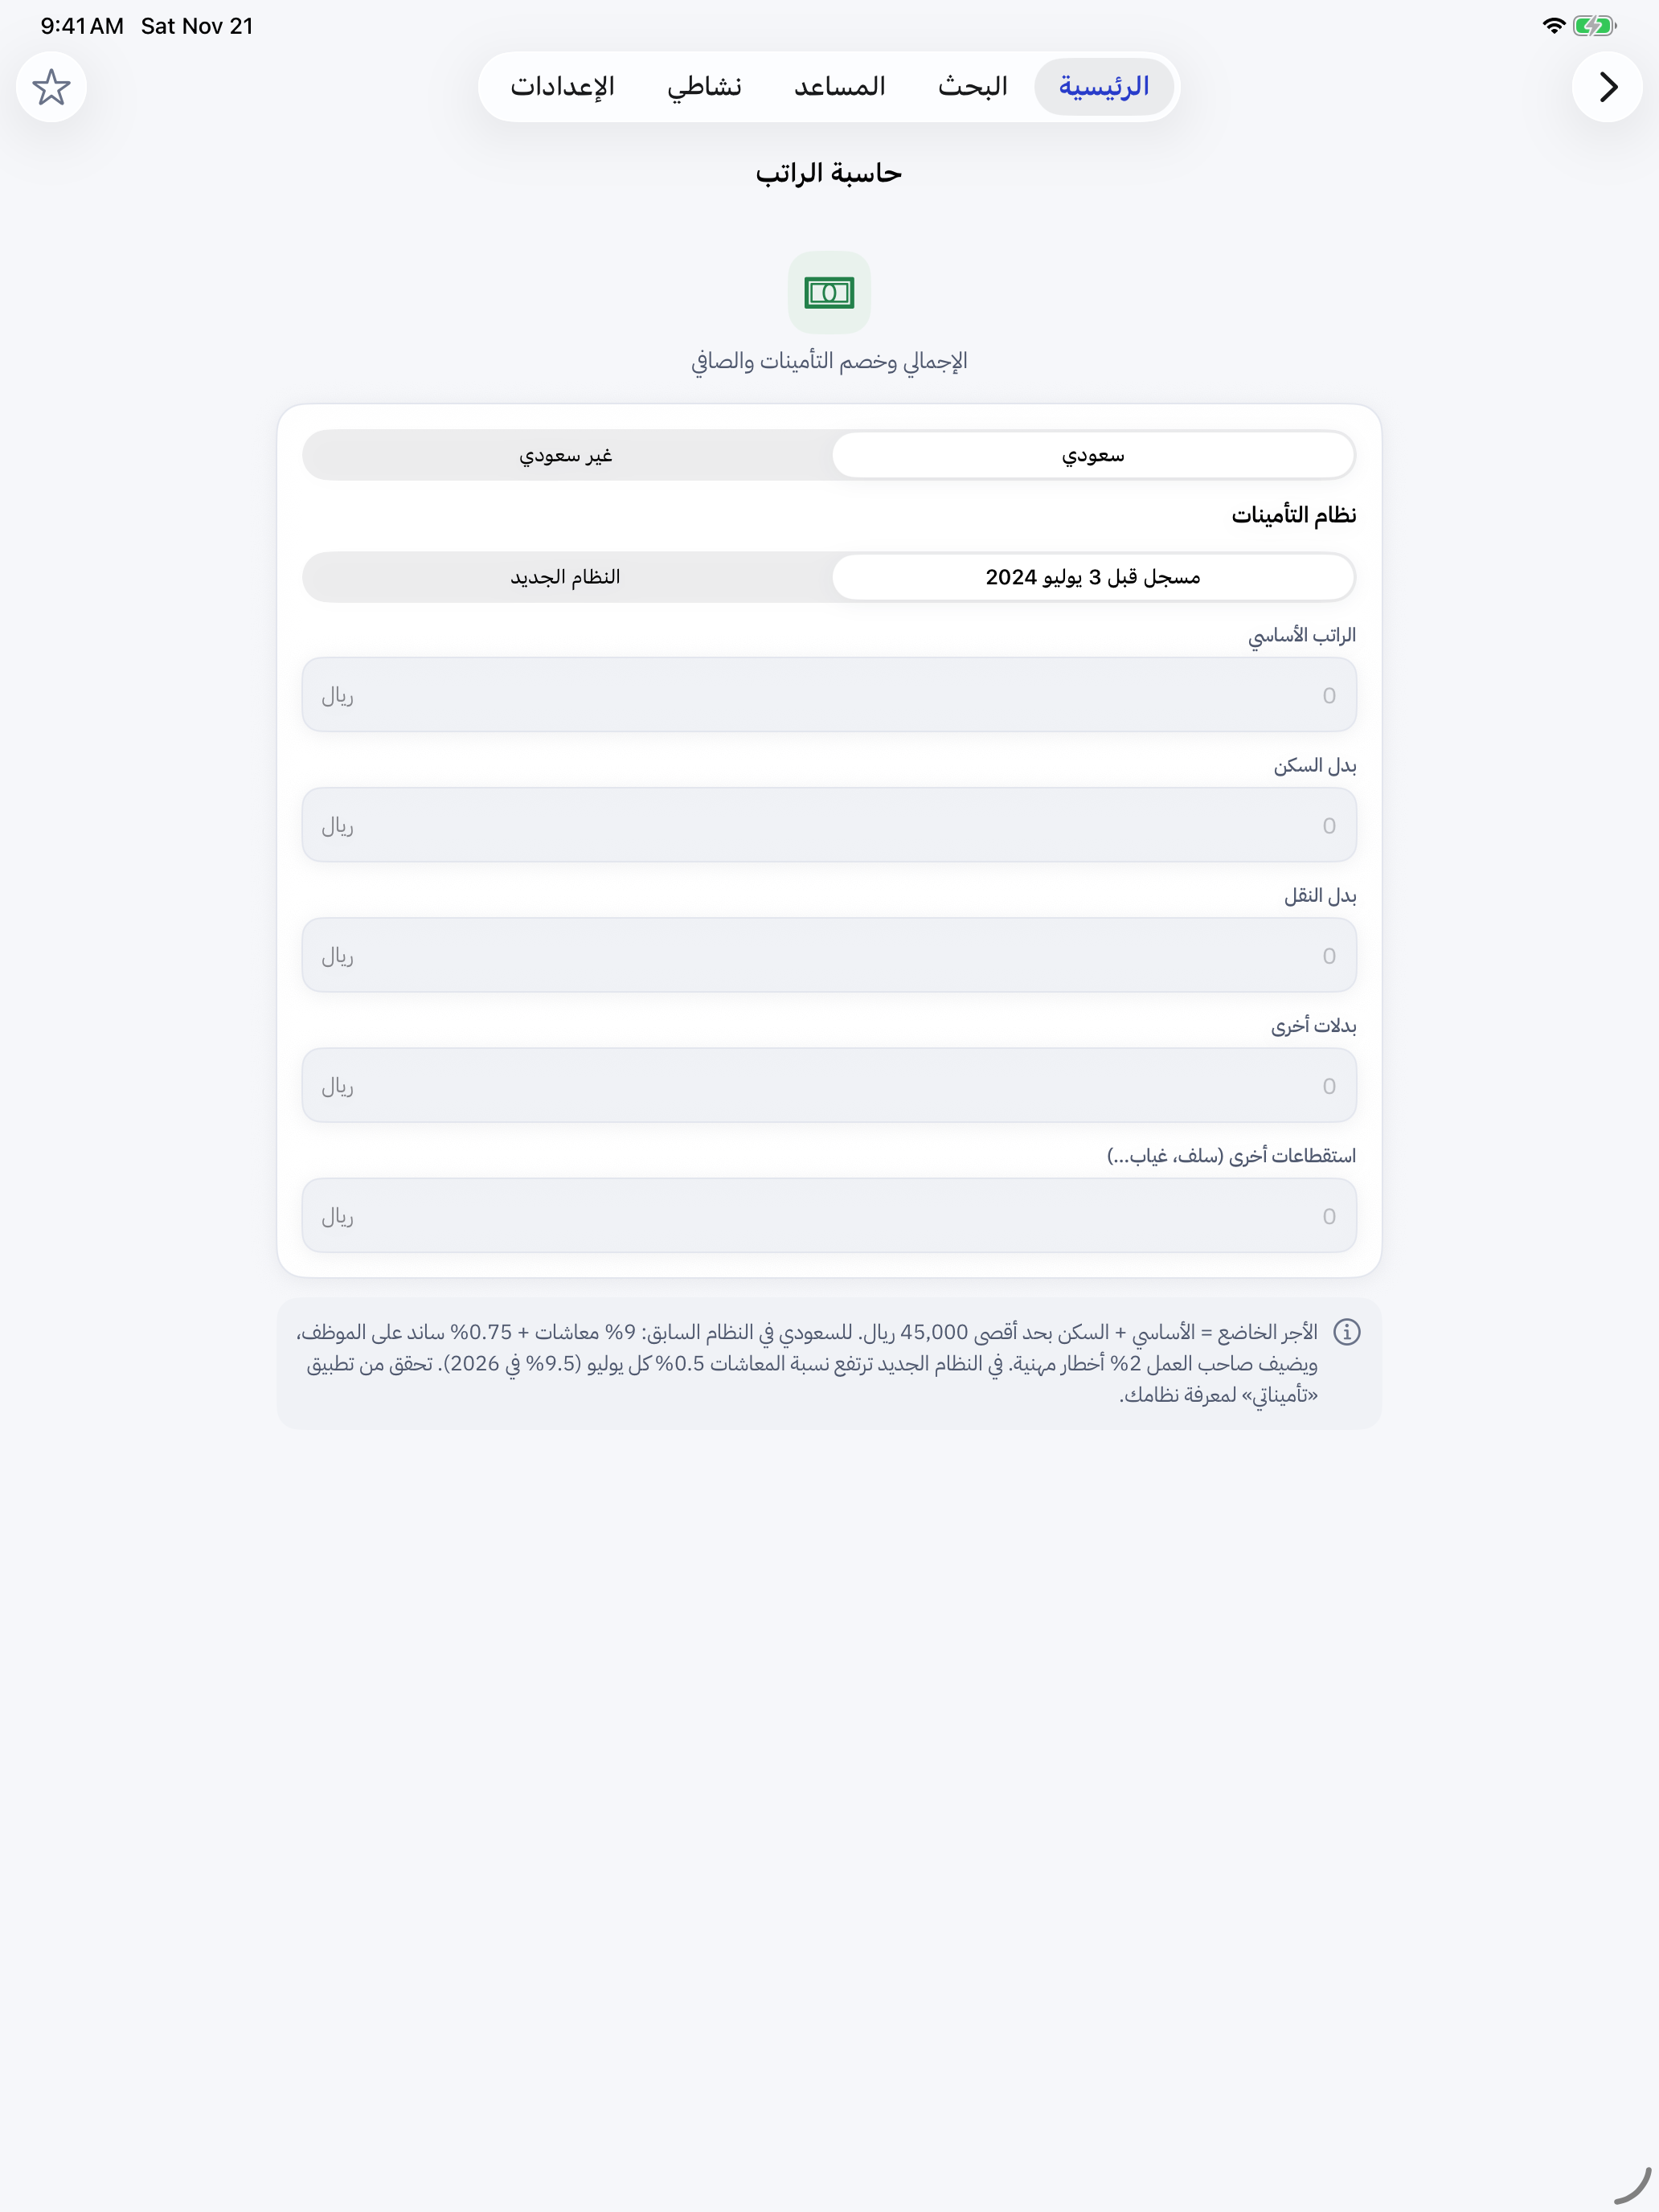 9:41 AM Sat Nov 21
الرئيسية
البحث
المساعد
نشاطي
الإعدادات
حاسبة الراتب
الإجمالي وخصم التأمينات والصافي
سعودي
غير سعودي
نظام التأمينات
مسجل قبل 3 يوليو 2024
النظام الجديد
الراتب الأساسي
0
ريال
بدل السكن
0
ريال
بدل النقل
0
ريال
بدلات أخرى
0
ريال
استقطاعات أخرى (سلف، غياب...)
0
ريال
الأجر الخاضع = الأساسي + السكن بحد أقصى 45,000 ريال. للسعودي في النظام السابق: 9% معاشات + 0.75% ساند على الموظف،
ويضيف صاحب العمل 2% أخطار مهنية. في النظام الجديد ترتفع نسبة المعاشات 0.5% كل يوليو (9.5% في 2026). تحقق من تطبيق
«تأميناتي» لمعرفة نظامك.